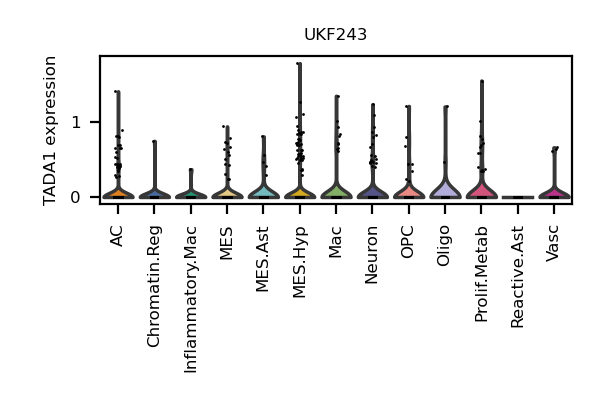 UKF243
TADA1 expression
1
0
AC
Chromatin.Reg
Inflammatory.Mac
MES
MES.Ast
MES.Hyp
Mac
Neuron
OPC
Oligo
Prolif.Metab
Reactive.Ast
Vasc